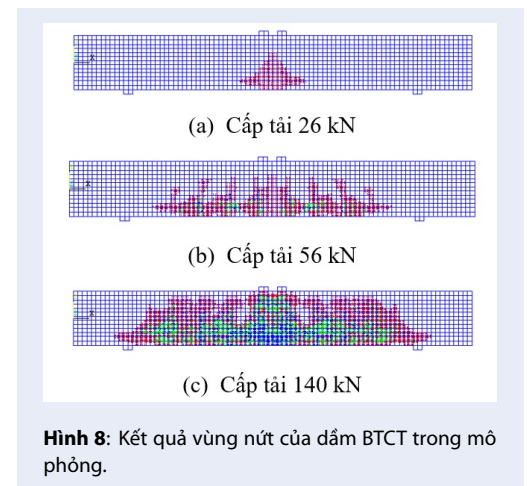 X
(a) Cấp tải 26 kN
(b) Cấp tải 56 kN
X
(c) Cấp tải 140 kN
Hình 8: Kết quả vùng nứt của dầm BTCT trong mô
phỏng.